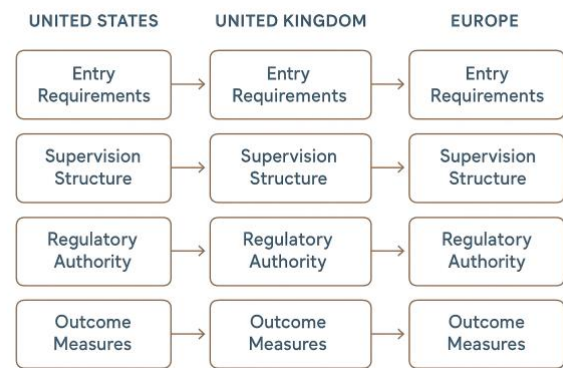 UNITED STATES
UNITED KINGDOM
EUROPE
Entry
Requirements
Entry
Requirements
Entry
Requirements
Supervision
Structure
Supervision
Structure
Supervision
Structure
Regulatory
Authority
Regulatory
Authority
Regulatory
Authority
Outcome
Measures
Outcome
Measures
Outcome
Measures